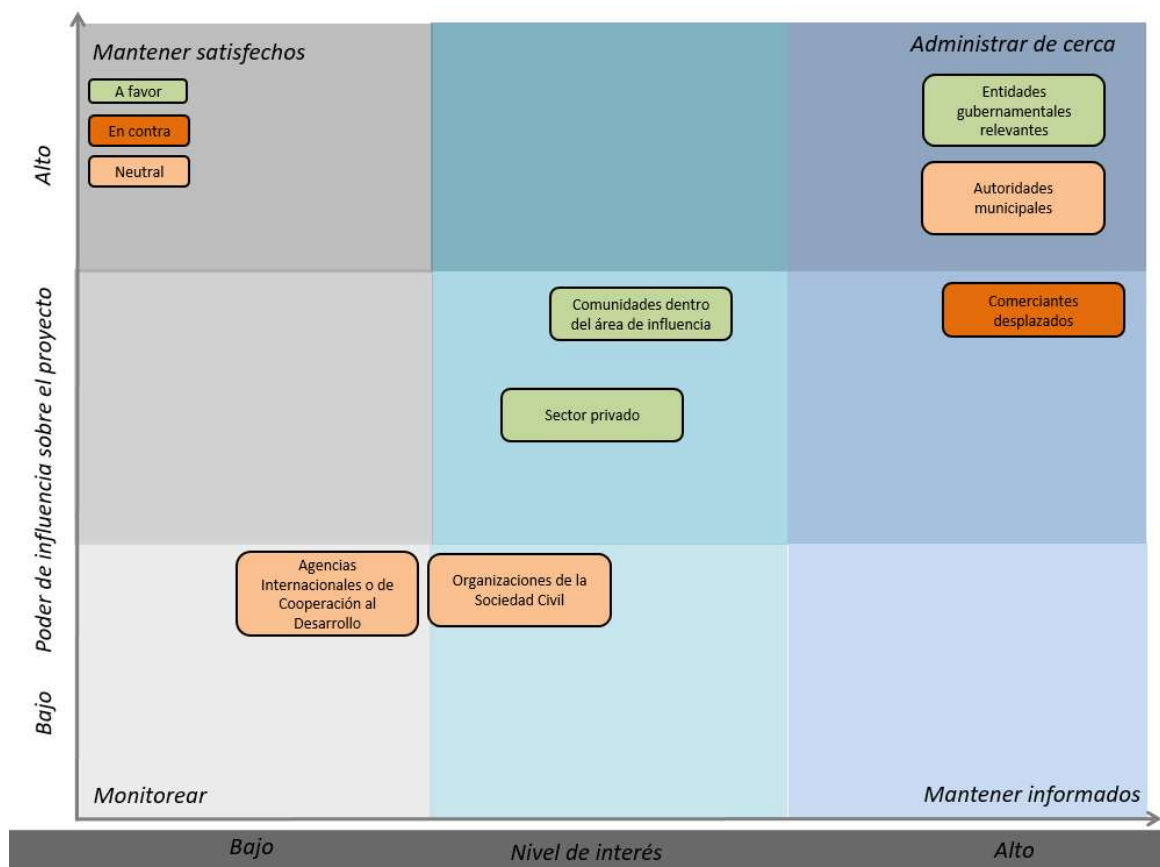 Mantener satisfechos
Administrar de cerca
A favor
En contra
Neutral
Entidades
gubernamentales
relevantes
Autoridades
municipales
Alto
Poder de influencia sobre el proyecto
Bajo
Comunidades dentro
del área de influencia
Comerciantes
desplazados
Sector privado
Agencias
Internacionales o de
Cooperación al
Desarrollo
Organizaciones de la
Sociedad Civil
Monitorear
Mantener informados
Bajo
Nivel de interés
Alto